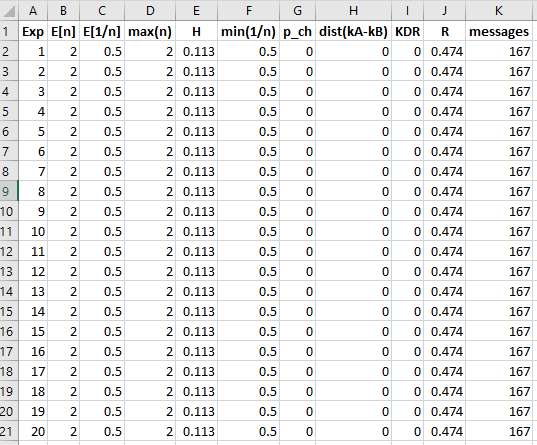 A B C D E F G H I J K
1 Exp E[n] E[1/n] max(n) H min(1/n) p_ch dist(kA-kB) KDR R messages
2 1 2 0.5 2 0.113 0.5 0 0 0 0.474 167
3 2 2 0.5 2 0.113 0.5 0 0 0 0.474 167
4 3 2 0.5 2 0.113 0.5 0 0 0 0.474 167
5 4 2 0.5 2 0.113 0.5 0 0 0 0.474 167
6 5 2 0.5 2 0.113 0.5 0 0 0 0.474 167
7 6 2 0.5 2 0.113 0.5 0 0 0 0.474 167
8 7 2 0.5 2 0.113 0.5 0 0 0 0.474 167
9 8 2 0.5 2 0.113 0.5 0 0 0 0.474 167
10 9 2 0.5 2 0.113 0.5 0 0 0 0.474 167
11 10 2 0.5 2 0.113 0.5 0 0 0 0.474 167
12 11 2 0.5 2 0.113 0.5 0 0 0 0.474 167
13 12 2 0.5 2 0.113 0.5 0 0 0 0.474 167
14 13 2 0.5 2 0.113 0.5 0 0 0 0.474 167
15 14 2 0.5 2 0.113 0.5 0 0 0 0.474 167
16 15 2 0.5 2 0.113 0.5 0 0 0 0.474 167
17 16 2 0.5 2 0.113 0.5 0 0 0 0.474 167
18 17 2 0.5 2 0.113 0.5 0 0 0 0.474 167
19 18 2 0.5 2 0.113 0.5 0 0 0 0.474 167
20 19 2 0.5 2 0.113 0.5 0 0 0 0.474 167
21 20 2 0.5 2 0.113 0.5 0 0 0 0.474 167